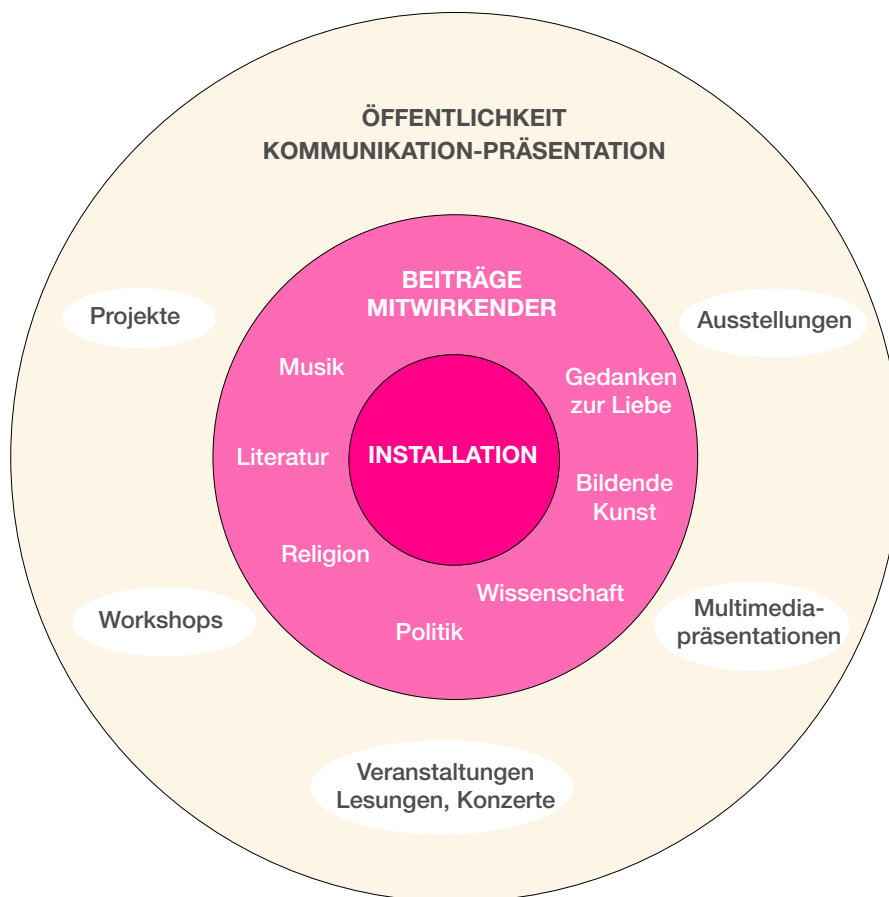 ÖFFENTLICHKEIT
KOMMUNIKATION-PRÄSENTATION
BEITRÄGE
MITWIRKENDER
Projekte
Ausstellungen
Musik
Gedanken
zur Liebe
Literatur
INSTALLATION
Bildende
Kunst
Religion
Wissenschaft
Politik
Workshops
Multimedia-
präsentationen
Veranstaltungen
Lesungen, Konzerte